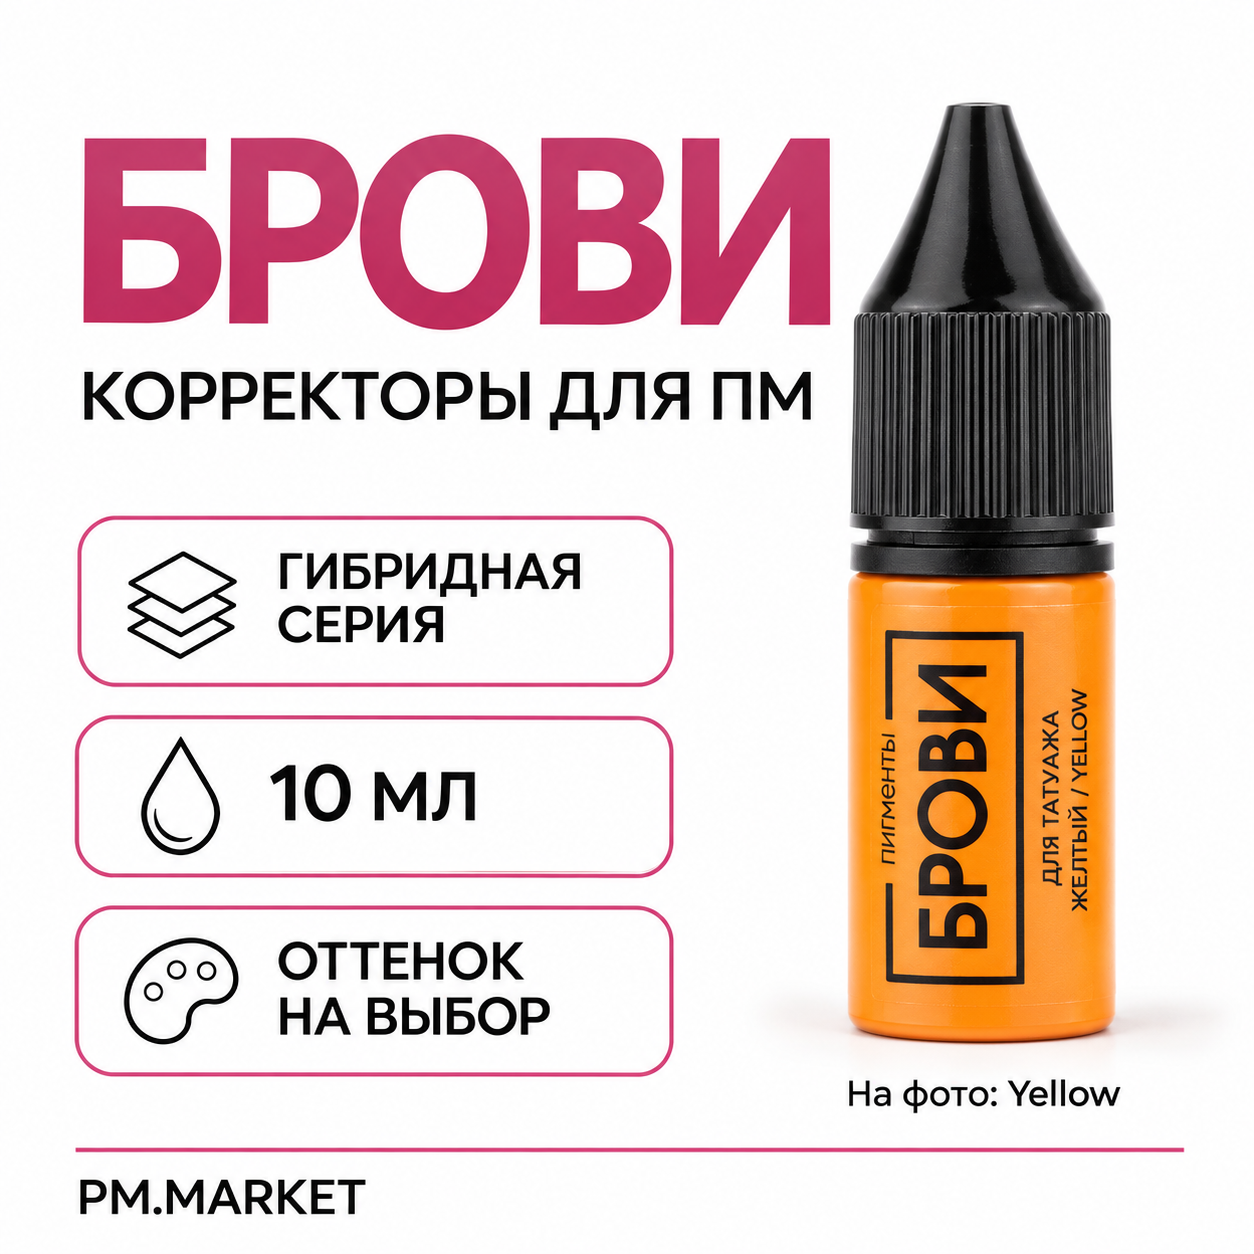 БРОВИ
КОРРЕКТОРЫ ДЛЯ ПМ
ГИБРИДНАЯ
СЕРИЯ
10 МЛ
ОТТЕНОК
НА ВЫБОР
ПИГМЕНТЫ
БРОВИ
ДЛЯ ТАТУАЖА
ЖЕЛТЫЙ / YELLOW
На фото: Yellow
PM.MARKET